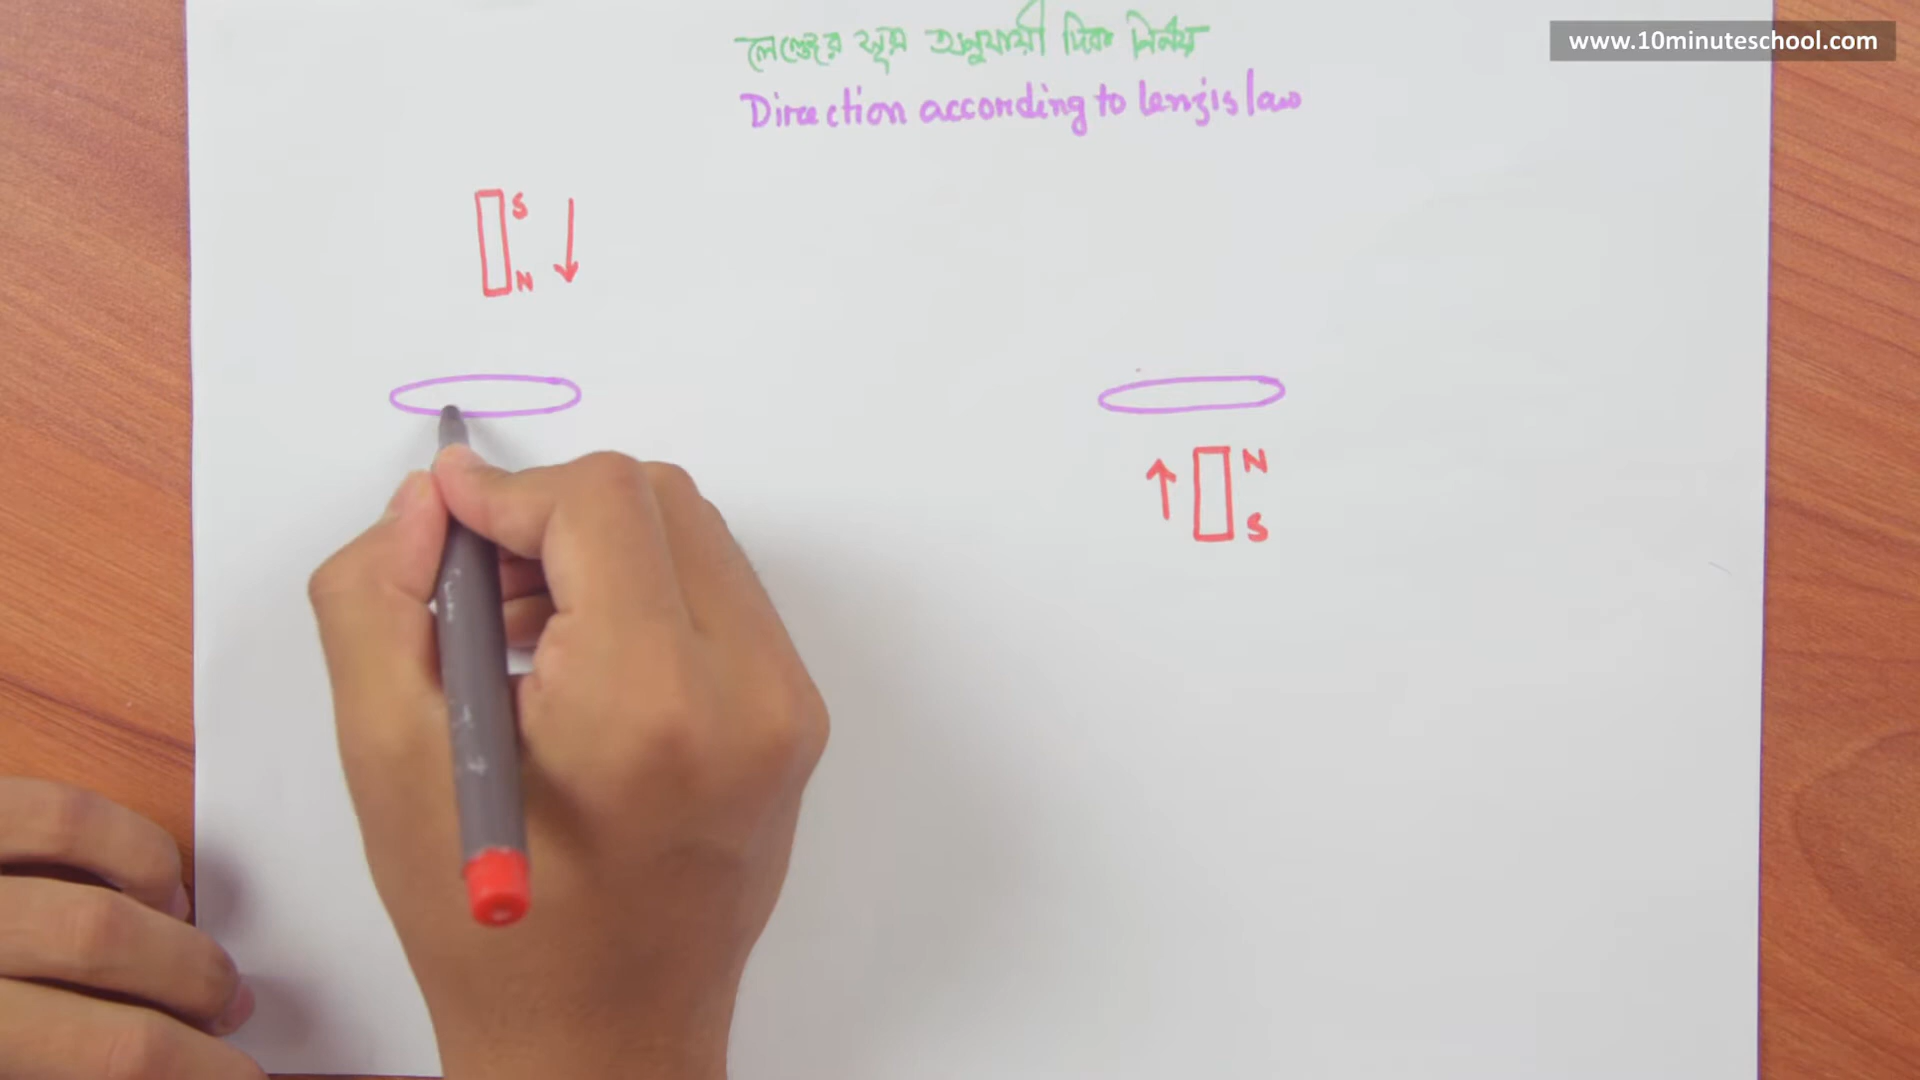 www.10minuteschool.com
লেঞ্জের সূত্র অনুযায়ী দিক নির্ণয়
Direction according to lenz's law
S
N
N
S